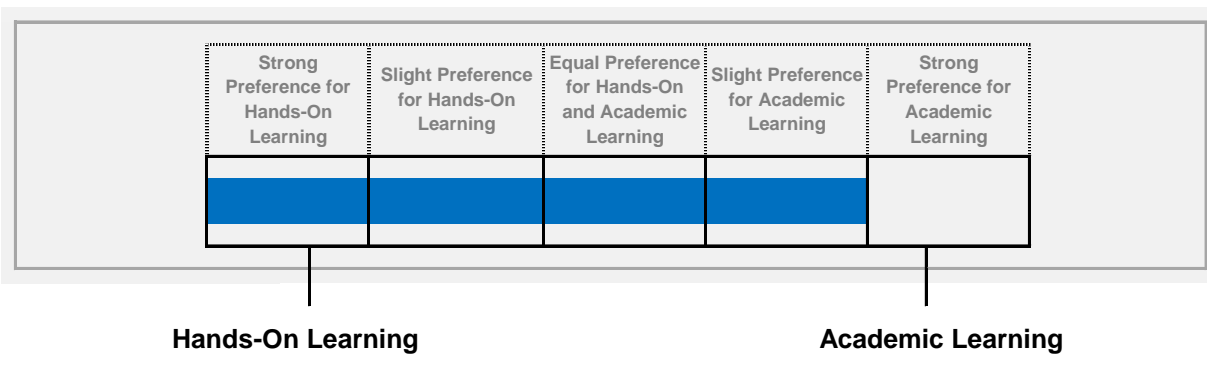 Strong
Preference for
Hands-On
Learning
Slight Preference
for Hands-On
Learning
Equal Preference
for Hands-On
and Academic
Learning
Slight Preference
for Academic
Learning
Strong
Preference for
Academic
Learning
Hands-On Learning
Academic Learning